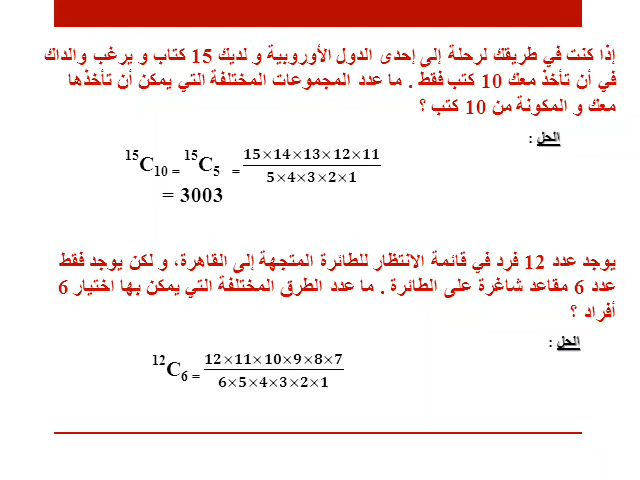 إذا كنت في طريقك لرحلة إلى إحدى الدول الأوروبية و لديك 15 كتاب و يرغب والداك
في أن تأخذ معك 10 كتب فقط . ما عدد المجموعات المختلفة التي يمكن أن تأخذها
معك و المكونة من 10 كتب ؟
الحل :
¹⁵C₁₀ = ¹⁵C₅ = 15×14×13×12×11 / 5×4×3×2×1
= 3003
يوجد عدد 12 فرد في قائمة الانتظار للطائرة المتجهة إلى القاهرة، و لكن يوجد فقط
عدد 6 مقاعد شاغرة على الطائرة . ما عدد الطرق المختلفة التي يمكن بها اختيار 6
أفراد ؟
الحل :
¹²C₆ = 12×11×10×9×8×7 / 6×5×4×3×2×1